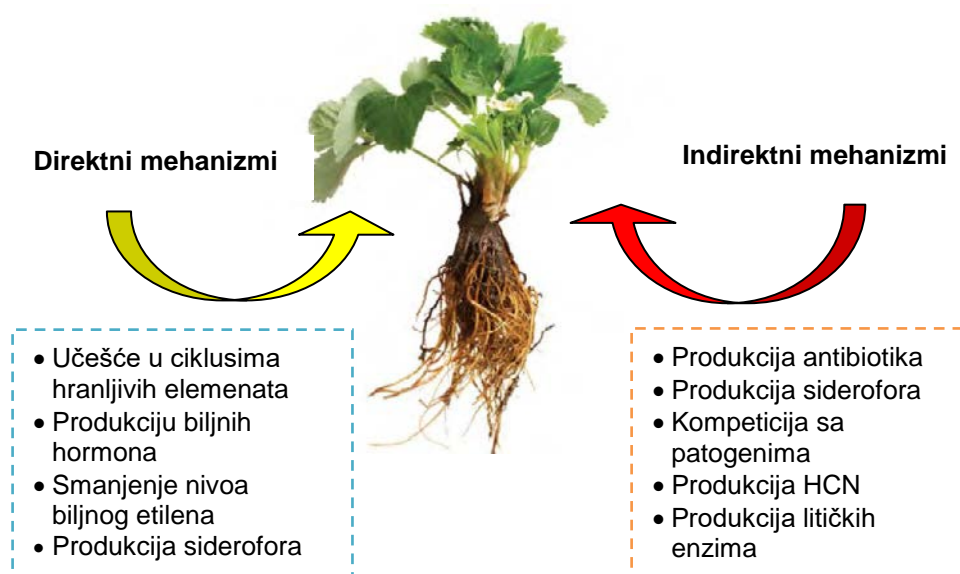 Direktni mehanizmi
Indirektni mehanizmi
• Učešće u ciklusima
hranljivih elemenata
• Produkciju biljnih
hormona
• Smanjenje nivoa
biljnog etilena
• Produkcija siderofora
• Produkcija antibiotika
• Produkcija siderofora
• Kompeticija sa
patogenima
• Produkcija HCN
• Produkcija litičkih
enzima